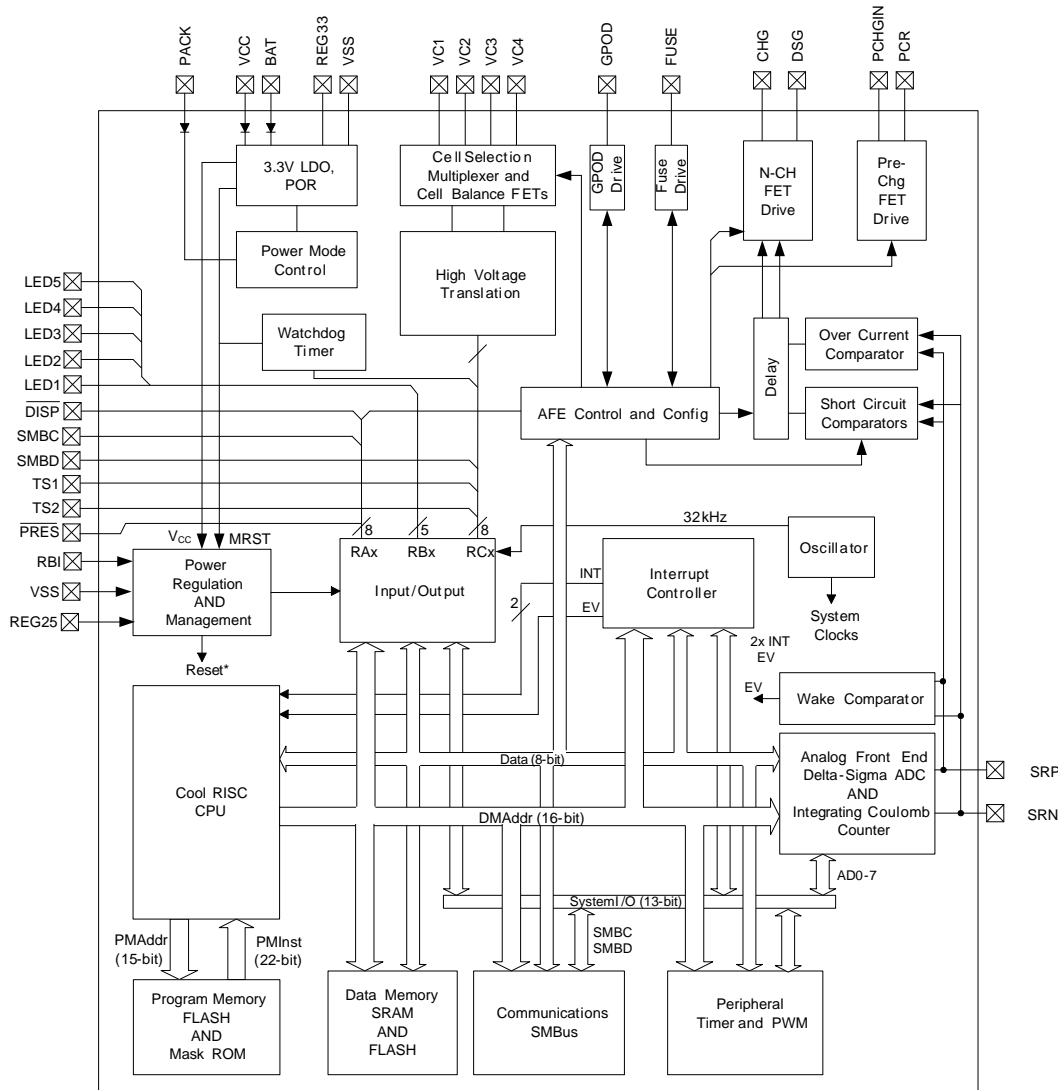 PACK
VCC
BAT
REG33
VSS
VC1
VC2
VC3
VC4
GPOD
FUSE
CHG
DSG
PCHGIN
PCR
3.3V LDO,
POR
Cell Selection
Multiplexer and
Cell Balance FETs
GPOD
Drive
Fuse
Drive
N-CH
FET
Drive
Pre-
Chg
FET
Drive
Power Mode
Control
High Voltage
Translation
LED5
LED4
LED3
LED2
LED1
DISP
SMBC
SMBD
TS1
TS2
PRES
RBI
VSS
REG25
Watchdog
Timer
Delay
Over Current
Comparator
Short Circuit
Comparators
AFE Control and Config
8
5
8
32kHz
VCC
MRST
RAx
RBx
RCx
Input/Output
Power
Regulation
AND
Management
Reset*
INT
2
EV
Interrupt
Controller
Oscillator
System
Clocks
2x INT
EV
EV
Wake Comparator
Cool RISC
CPU
Data (8-bit)
DMAddr (16-bit)
Analog Front End
Delta-Sigma ADC
AND
Integrating Coulomb
Counter
SRP
SRN
AD0-7
SystemI/O (13-bit)
PMAddr
(15-bit)
PMInst
(22-bit)
SMBC
SMBD
Program Memory
FLASH
AND
Mask ROM
Data Memory
SRAM
AND
FLASH
Communications
SMBus
Peripheral
Timer and PWM